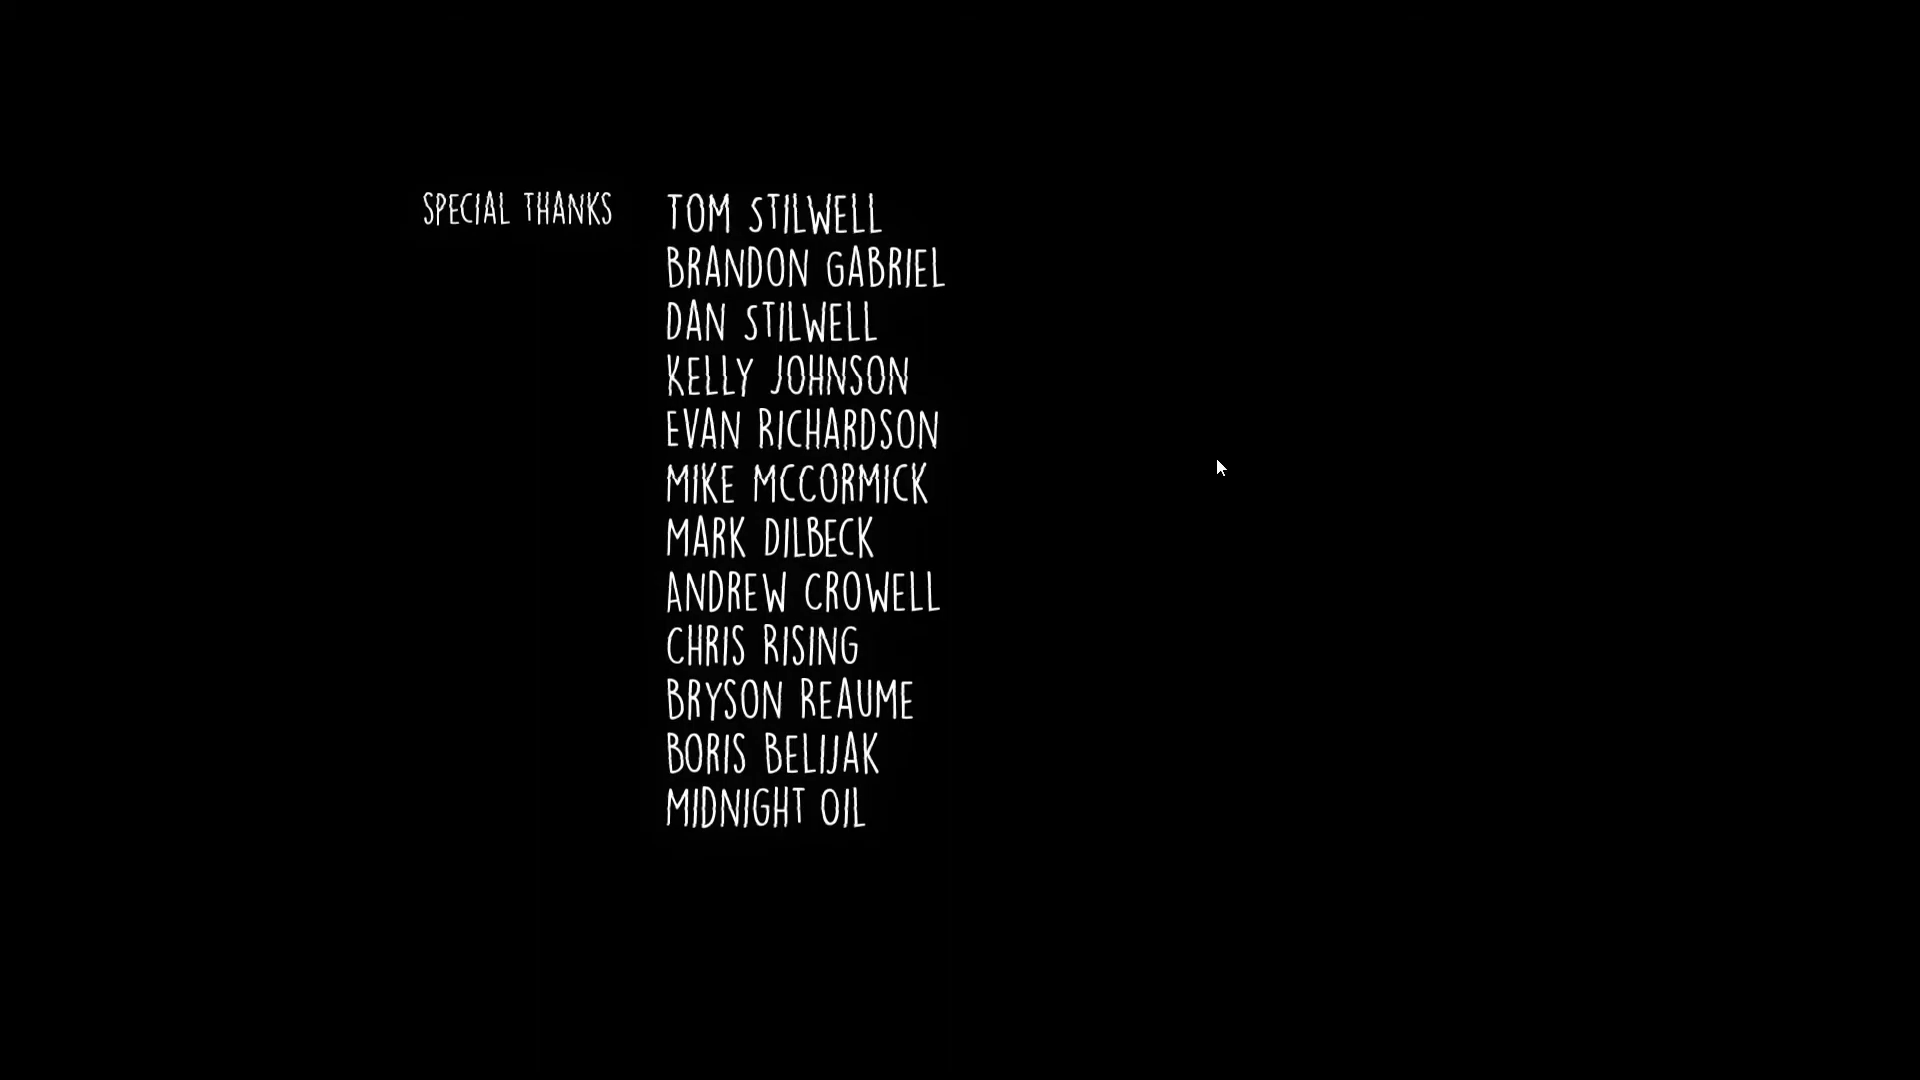 SPECIAL THANKS TOM STILWELL
BRANDON GABRIEL
DAN STILWELL
KELLY JOHNSON
EVAN RICHARDSON
MIKE MCCORMICK
MARK DILBECK
ANDREW CROWELL
CHRIS RISING
BRYSON REAUME
BORIS BELIJAK
MIDNIGHT OIL